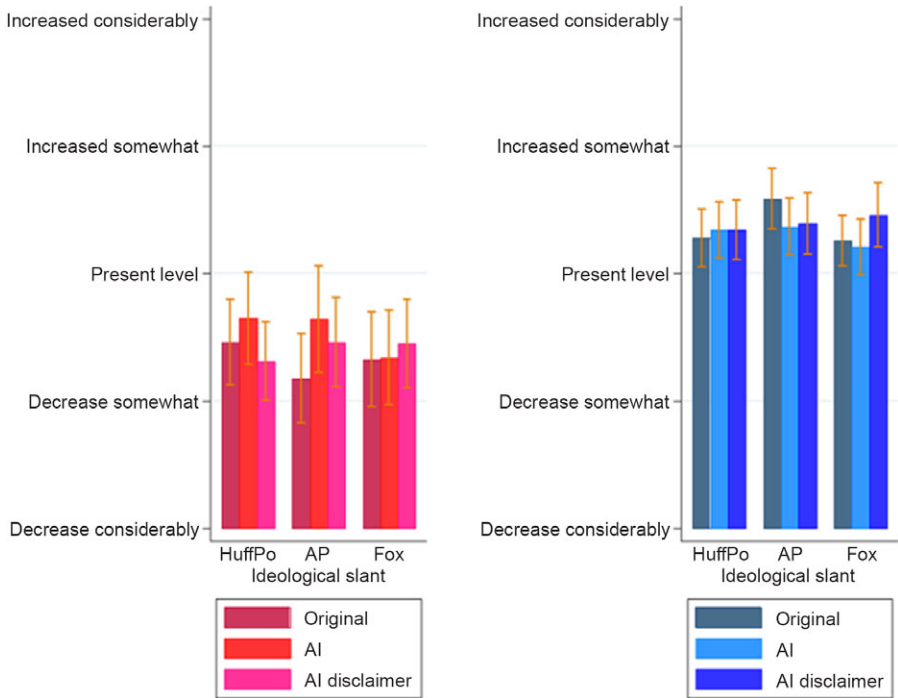 Increased considerably
Increased somewhat
Present level
Decrease somewhat
Decrease considerably
HuffPo AP Fox
Ideological slant
Original
AI
AI disclaimer
Increased considerably
Increased somewhat
Present level
Decrease somewhat
Decrease considerably
HuffPo AP Fox
Ideological slant
Original
AI
AI disclaimer